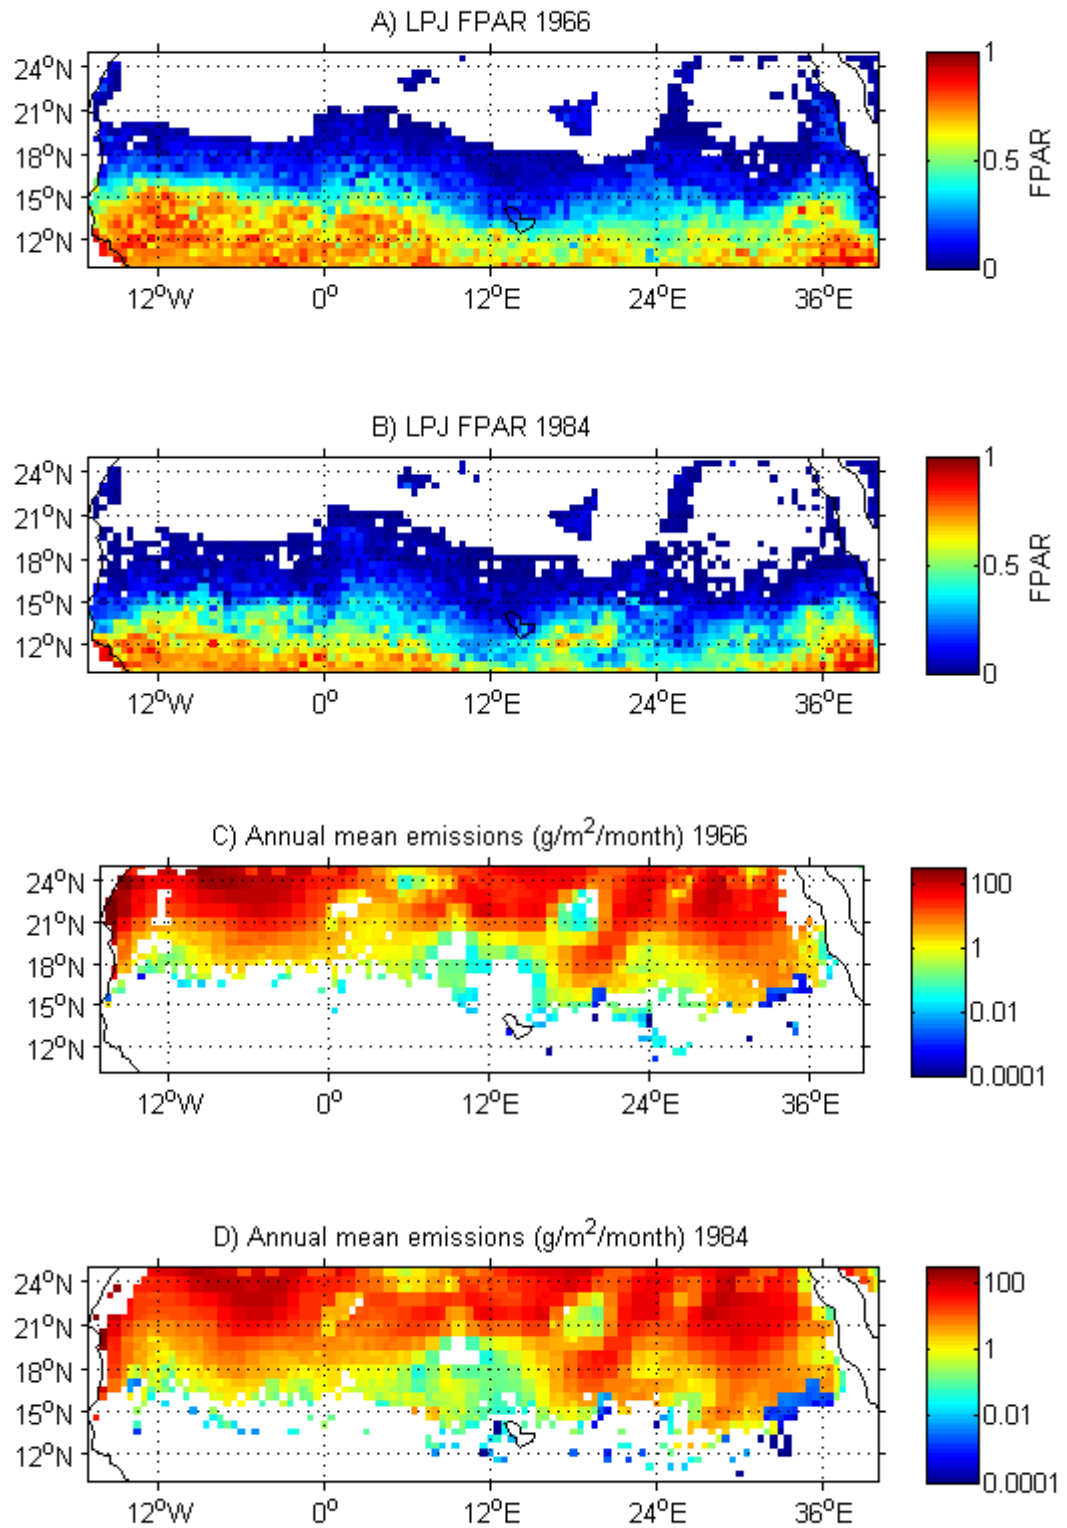 A) LPJ FPAR 1966
24°N
21°N
18°N
15°N
12°N
12°W
0°
12°E
24°E
36°E
1
0.5
0
FPAR
B) LPJ FPAR 1984
24°N
21°N
18°N
15°N
12°N
12°W
0°
12°E
24°E
36°E
1
0.5
0
FPAR
C) Annual mean emissions (g/m²/month) 1966
24°N
21°N
18°N
15°N
12°N
12°W
0°
12°E
24°E
36°E
100
1
0.01
0.0001
D) Annual mean emissions (g/m²/month) 1984
24°N
21°N
18°N
15°N
12°N
12°W
0°
12°E
24°E
36°E
100
1
0.01
0.0001